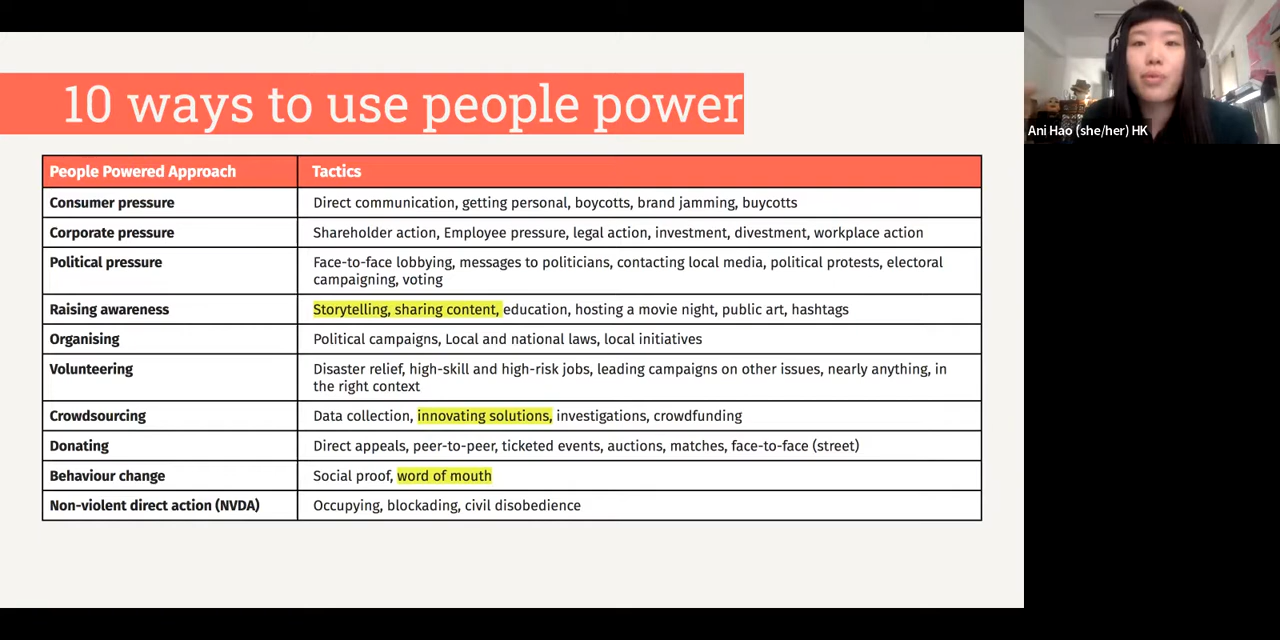 10 ways to use people power
People Powered Approach
Tactics
Consumer pressure
Direct communication, getting personal, boycotts, brand jamming, buycotts
Corporate pressure
Shareholder action, Employee pressure, legal action, investment, divestment, workplace action
Political pressure
Face-to-face lobbying, messages to politicians, contacting local media, political protests, electoral
campaigning, voting
Raising awareness
Storytelling, sharing content, education, hosting a movie night, public art, hashtags
Organising
Political campaigns, Local and national laws, local initiatives
Volunteering
Disaster relief, high-skill and high-risk jobs, leading campaigns on other issues, nearly anything, in
the right context
Crowdsourcing
Data collection, innovating solutions, investigations, crowdfunding
Donating
Direct appeals, peer-to-peer, ticketed events, auctions, matches, face-to-face (street)
Behaviour change
Social proof, word of mouth
Non-violent direct action (NVDA)
Occupying, blockading, civil disobedience
Ani Hao (she/her) HK